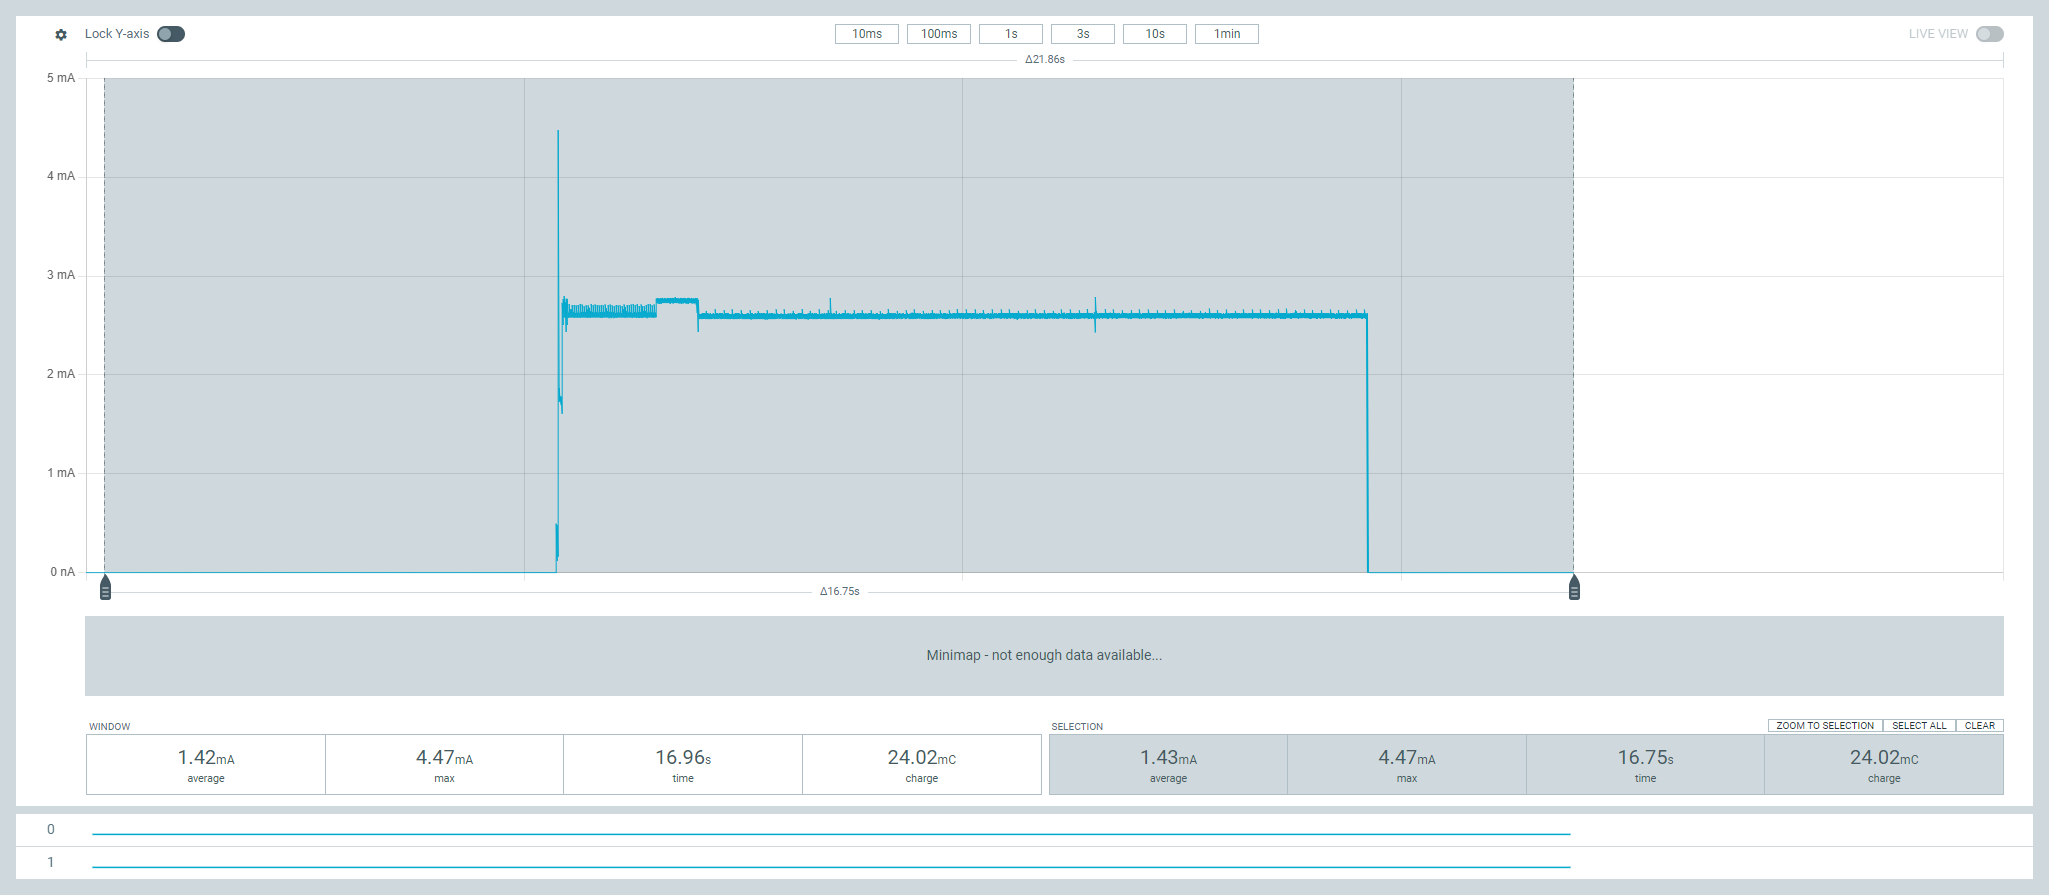 Lock Y-axis
10ms 100ms 1s 3s 10s 1min
LIVE VIEW
Δ21.86s
5 mA
4 mA
3 mA
2 mA
1 mA
0 nA
Δ16.75s
Minimap - not enough data available...
WINDOW
1.42mA 4.47mA 16.96s 24.02mC
average max time charge
SELECTION
ZOOM TO SELECTION SELECT ALL CLEAR
1.43mA 4.47mA 16.75s 24.02mC
average max time charge
0
1